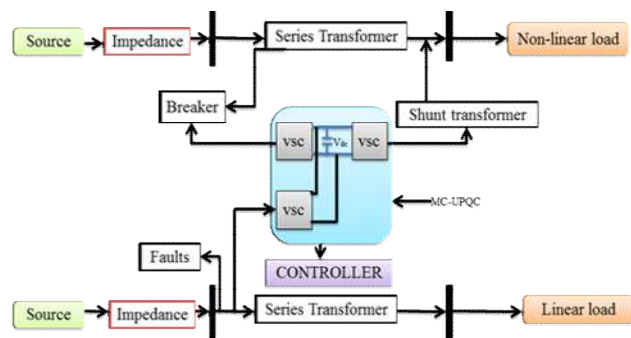 Source
Impedance
Series Transformer
Non-linear load
Breaker
Shunt transformer
vsc
Vdc
vsc
vsc
MC-UPQC
Faults
CONTROLLER
Source
Impedance
Series Transformer
Linear load